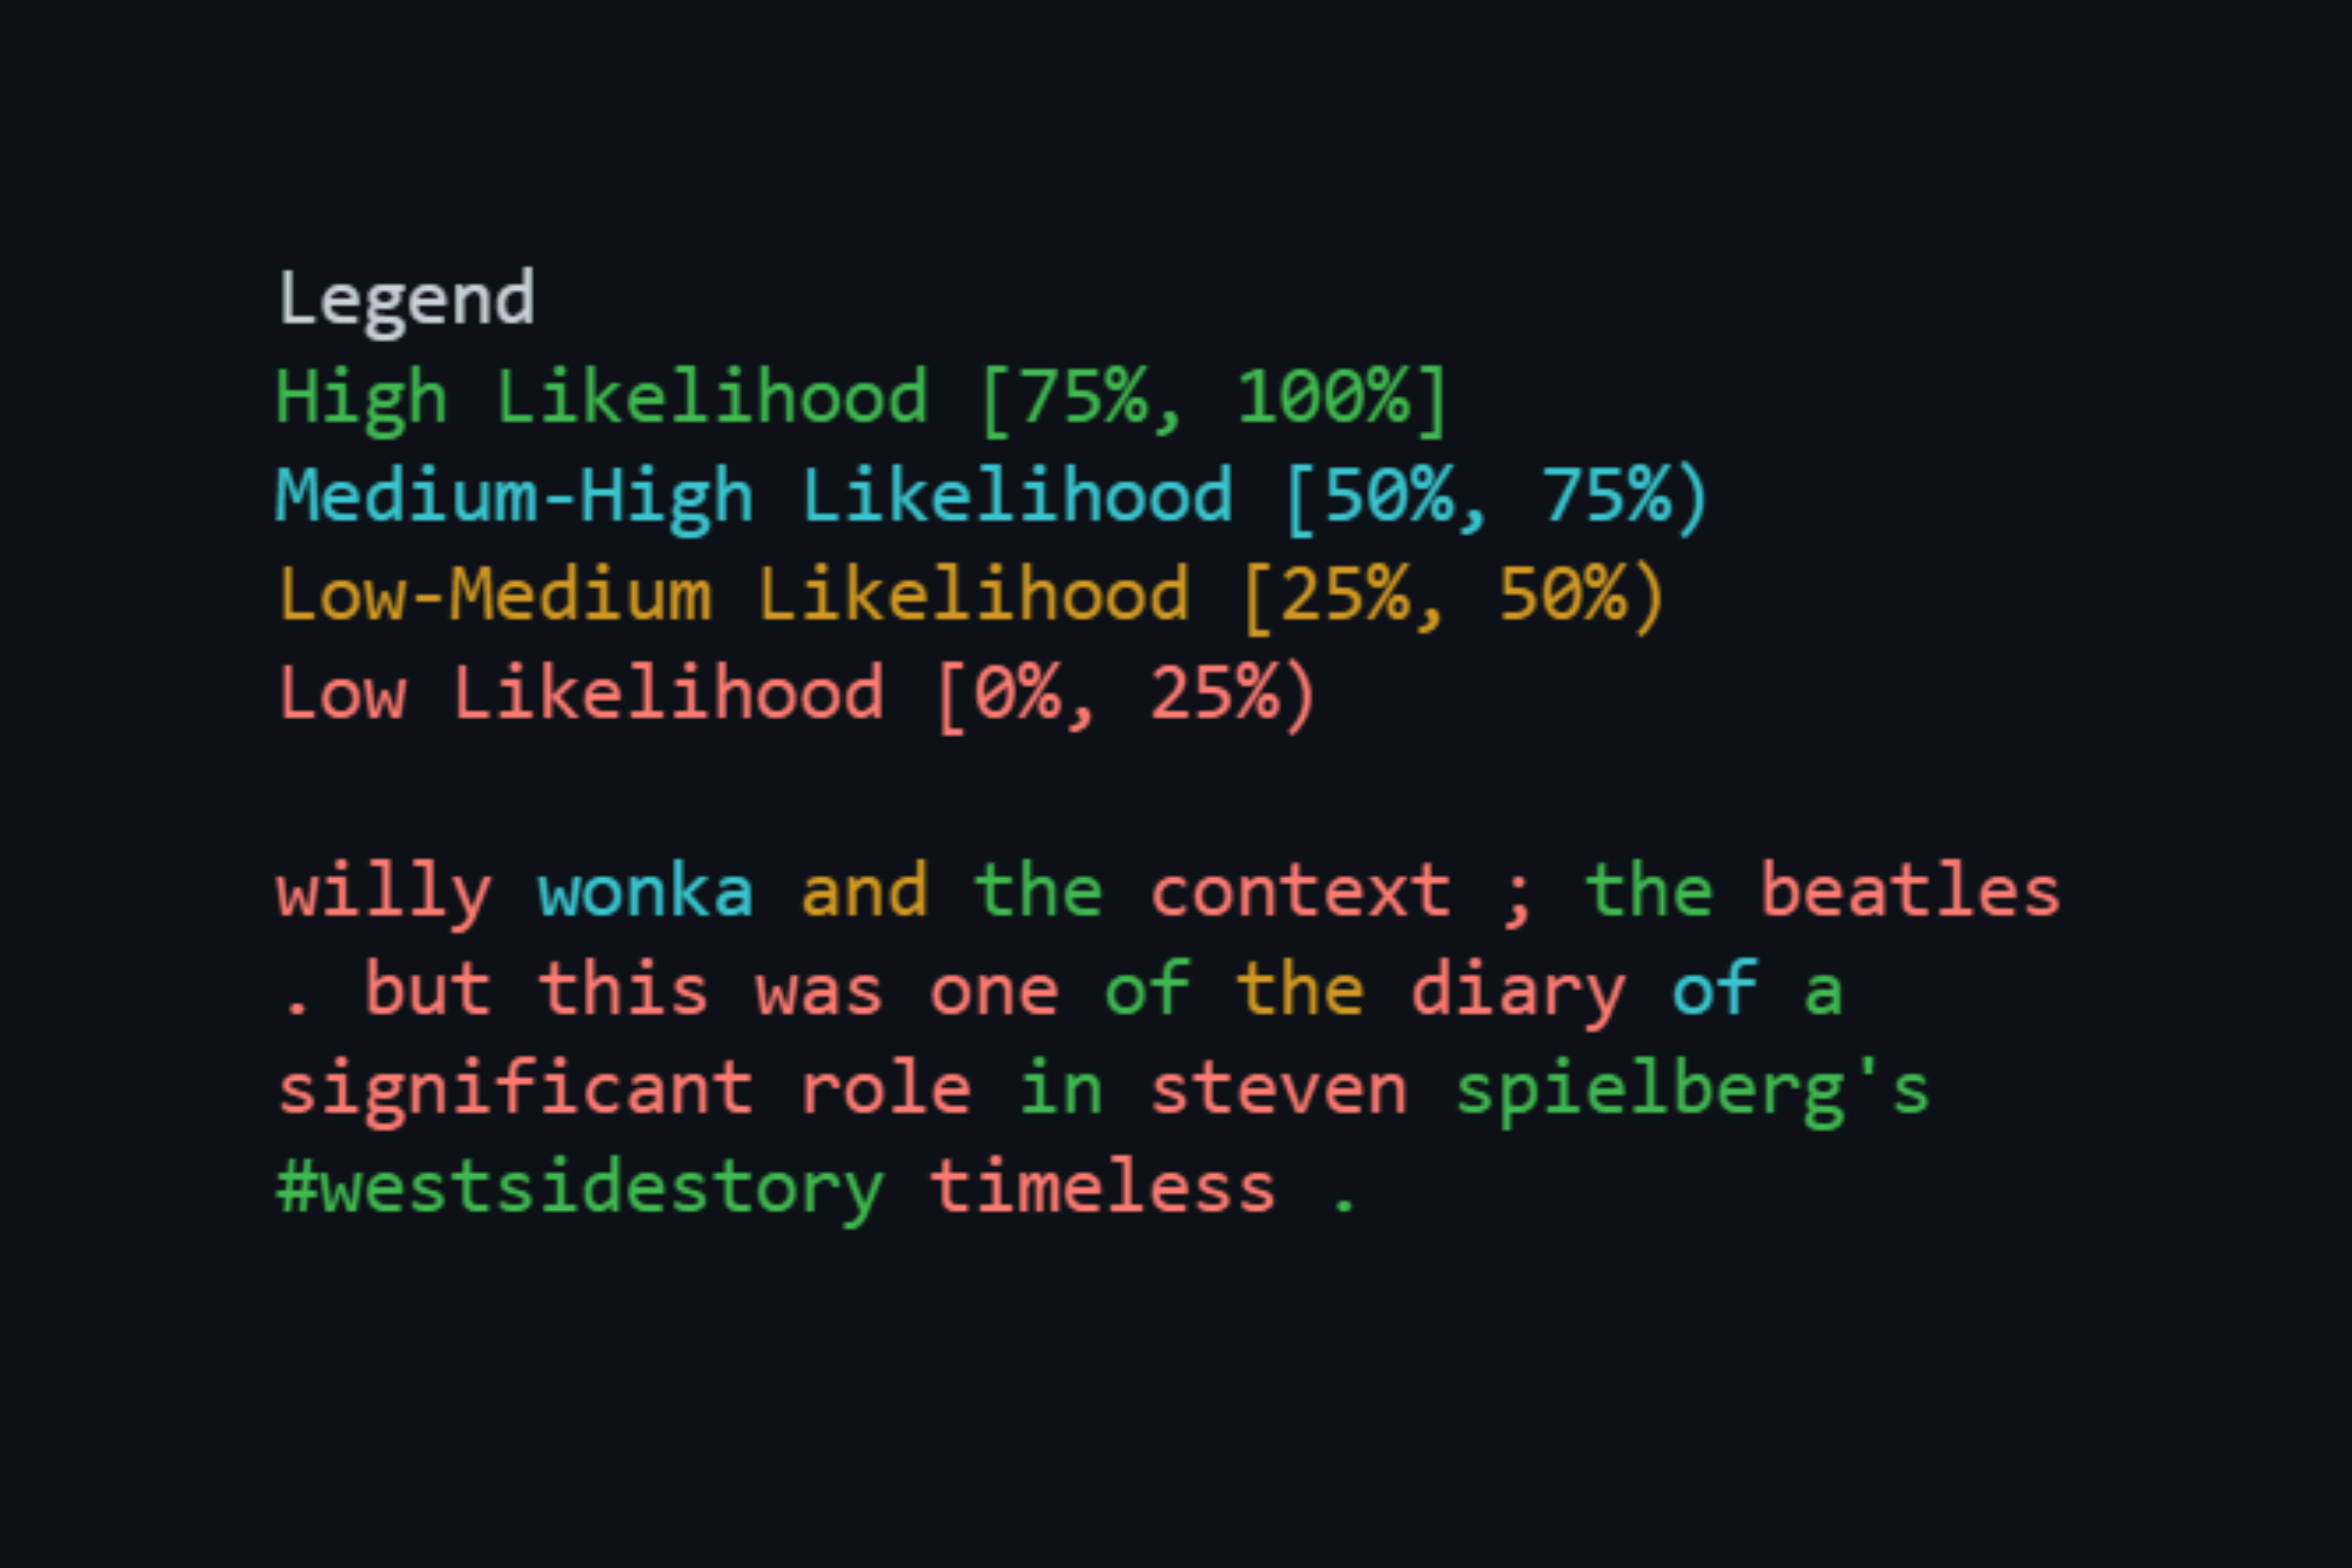 Legend
High Likelihood [75%, 100%]
Medium-High Likelihood [50%, 75%)
Low-Medium Likelihood [25%, 50%)
Low Likelihood [0%, 25%)
willy wonka and the context ; the beatles
. but this was one of the diary of a
significant role in steven spielberg's
#westsidestory timeless .